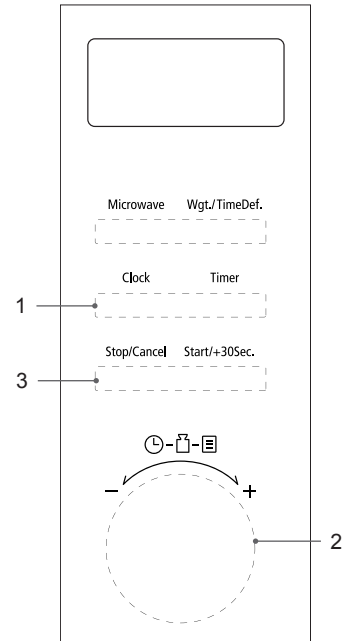 Microwave Wgt./TimeDef.
1 Clock Timer
3 Stop/Cancel Start/+30Sec.
− +
2